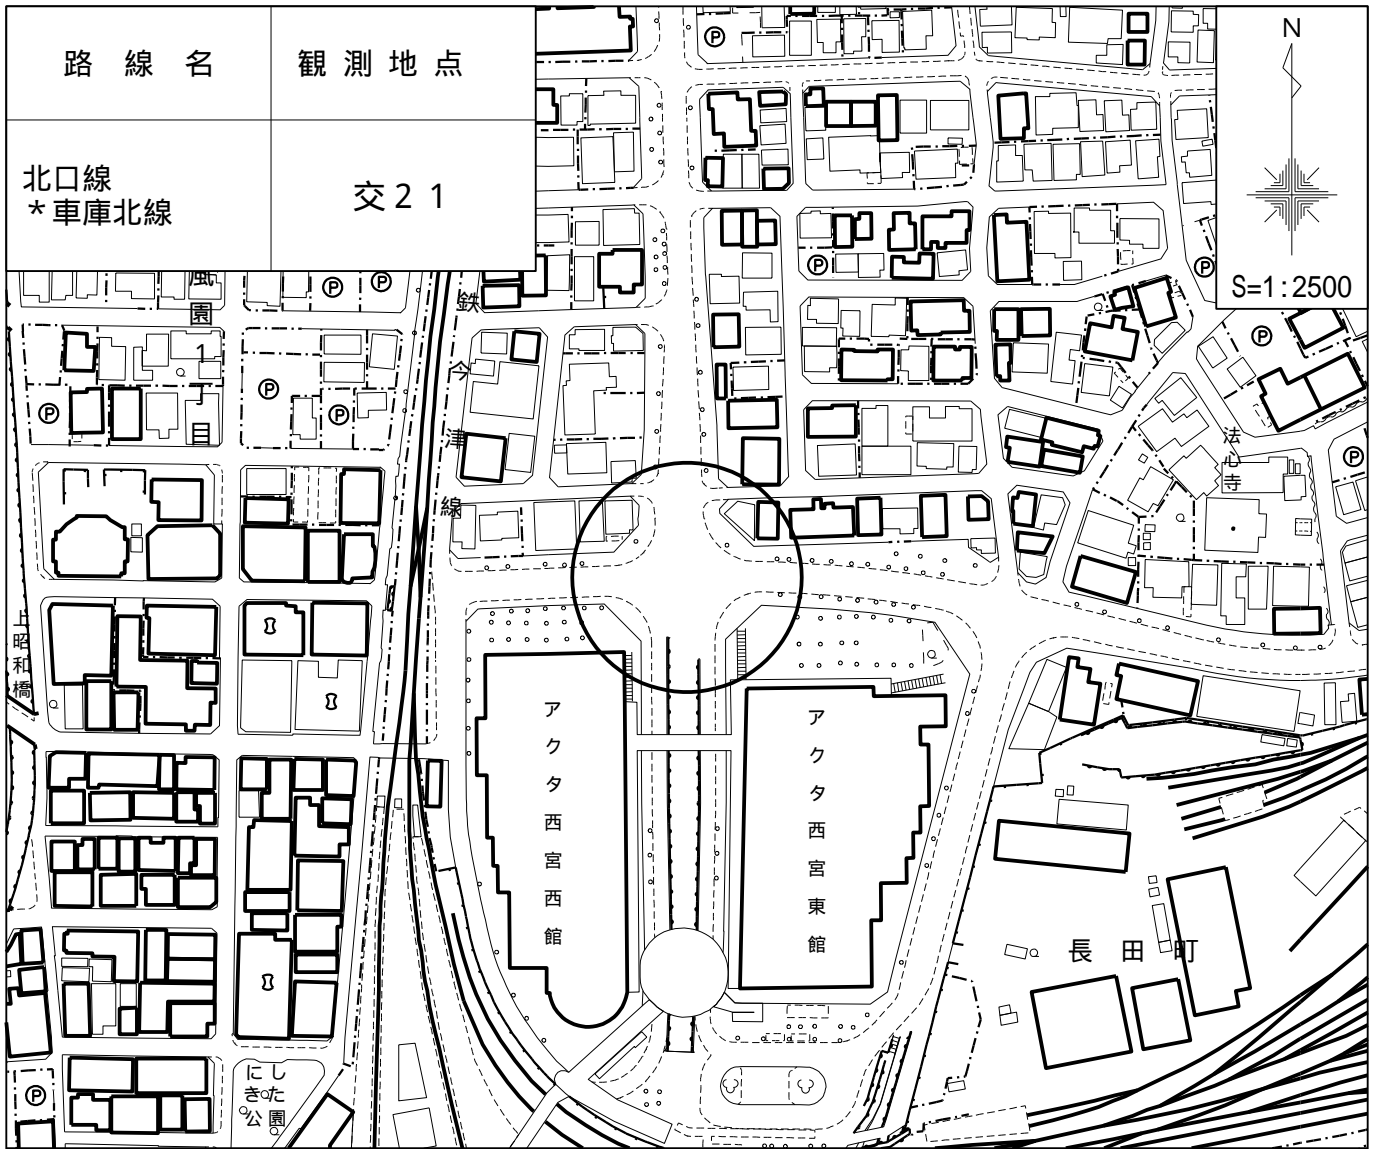 路線名
観測地点
北口線
*車庫北線
交21
N
S=1:2500
風園1丁目
鉄今津線
法心寺
上昭和橋
アクタ西宮西館
アクタ西宮東館
長田町
にし
きた
公園
P
P
P
P
P
P
P
P
P
P
P